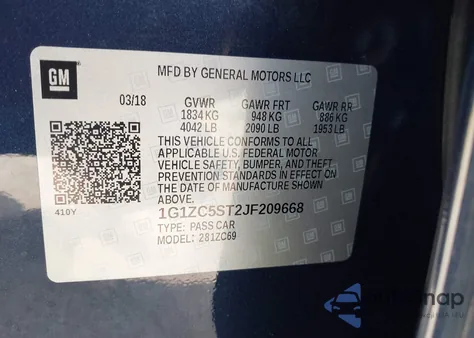 GM
MFD BY GENERAL MOTORS LLC
03/18 GVWR GAWR FRT GAWR RR
1834 KG 948 KG 886 KG
4042 LB 2090 LB 1953 LB
THIS VEHICLE CONFORMS TO ALL
APPLICABLE U.S. FEDERAL MOTOR
VEHICLE SAFETY, BUMPER, AND THEFT
PREVENTION STANDARDS IN EFFECT ON
THE DATE OF MANUFACTURE SHOWN
ABOVE.
410Y
1G1ZC5ST2JF209668
TYPE: PASS CAR
MODEL: 281ZC69